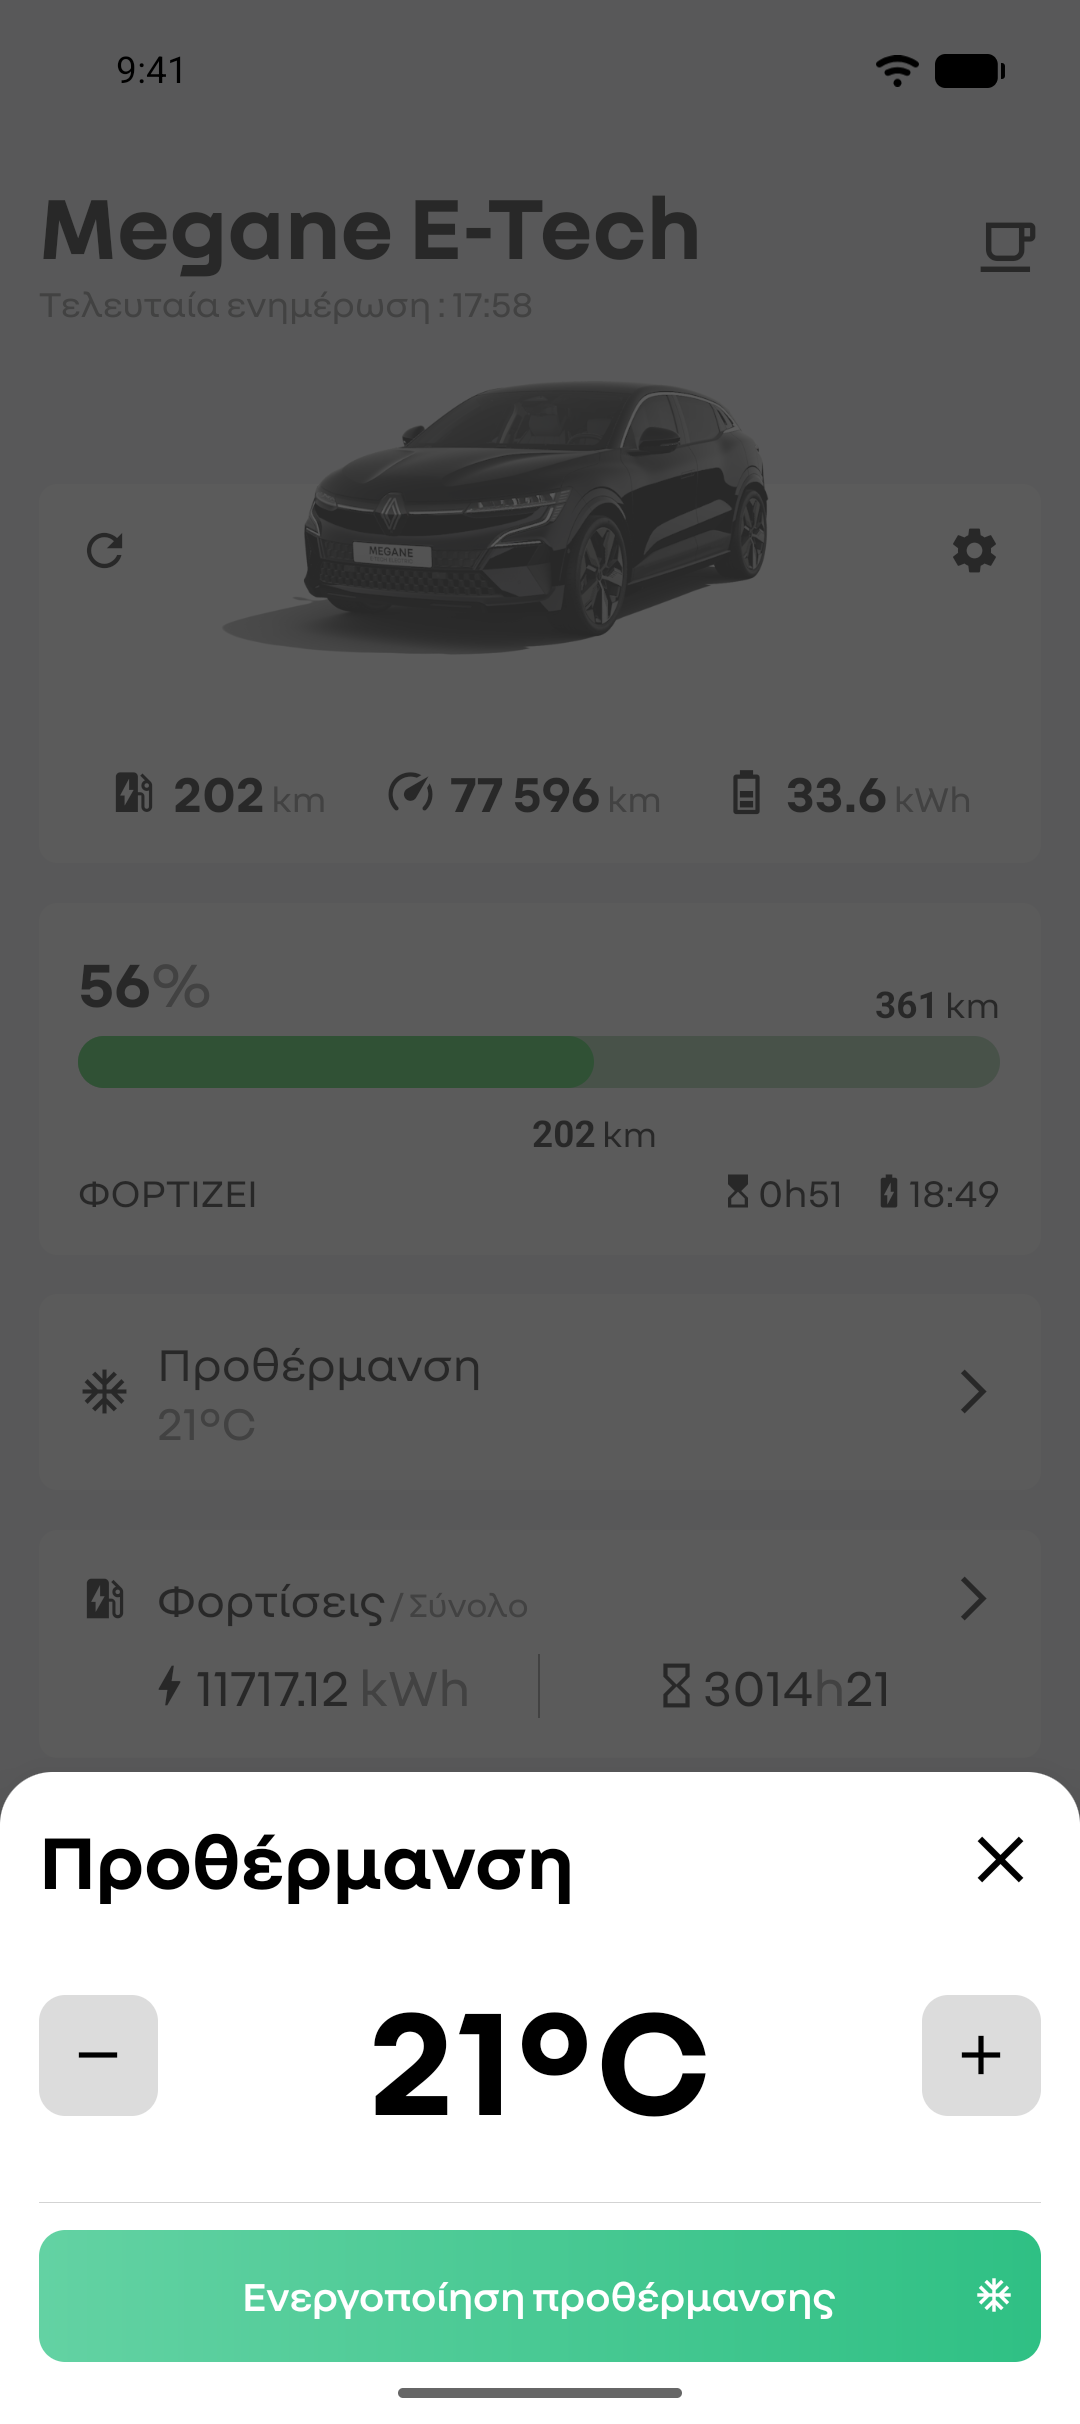 9:41
Megane E-Tech
Τελευταία ενημέρωση : 17:58
MEGANE
202 km
77 596 km
33.6 kWh
56%
361 km
202 km
ΦΟΡΤΙΖΕΙ
0h51
18:49
Προθέρμανση
21°C
Φορτίσεις / Σύνολο
11717.12 kWh
3014h21
Προθέρμανση
21°C
Ενεργοποίηση προθέρμανσης